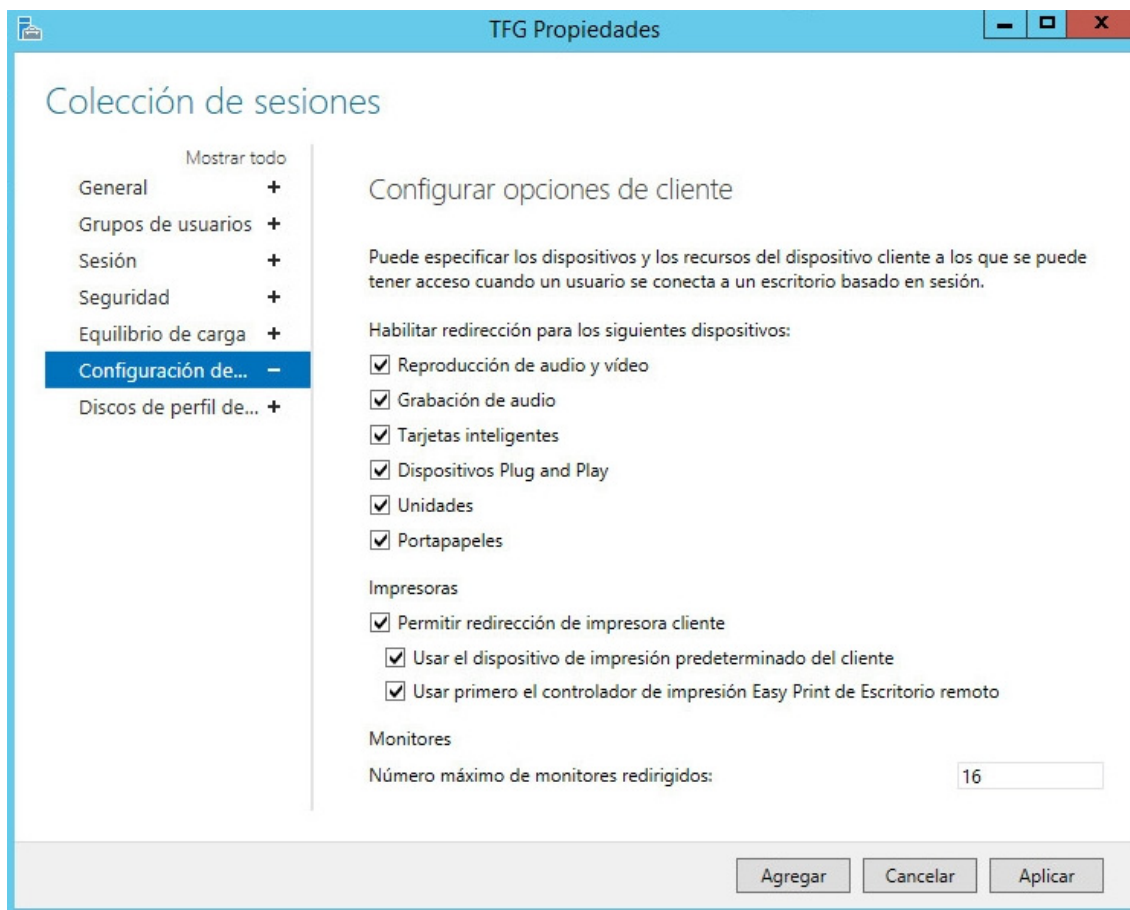 TFG Propiedades
Colección de sesiones
Mostrar todo
General +
Grupos de usuarios +
Sesión +
Seguridad +
Equilibrio de carga +
Configuración de... −
Discos de perfil de... +
Configurar opciones de cliente
Puede especificar los dispositivos y los recursos del dispositivo cliente a los que se puede
tener acceso cuando un usuario se conecta a un escritorio basado en sesión.
Habilitar redirección para los siguientes dispositivos:
Reproducción de audio y vídeo
Grabación de audio
Tarjetas inteligentes
Dispositivos Plug and Play
Unidades
Portapapeles
Impresoras
Permitir redirección de impresora cliente
Usar el dispositivo de impresión predeterminado del cliente
Usar primero el controlador de impresión Easy Print de Escritorio remoto
Monitores
Número máximo de monitores redirigidos: 16
Agregar Cancelar Aplicar